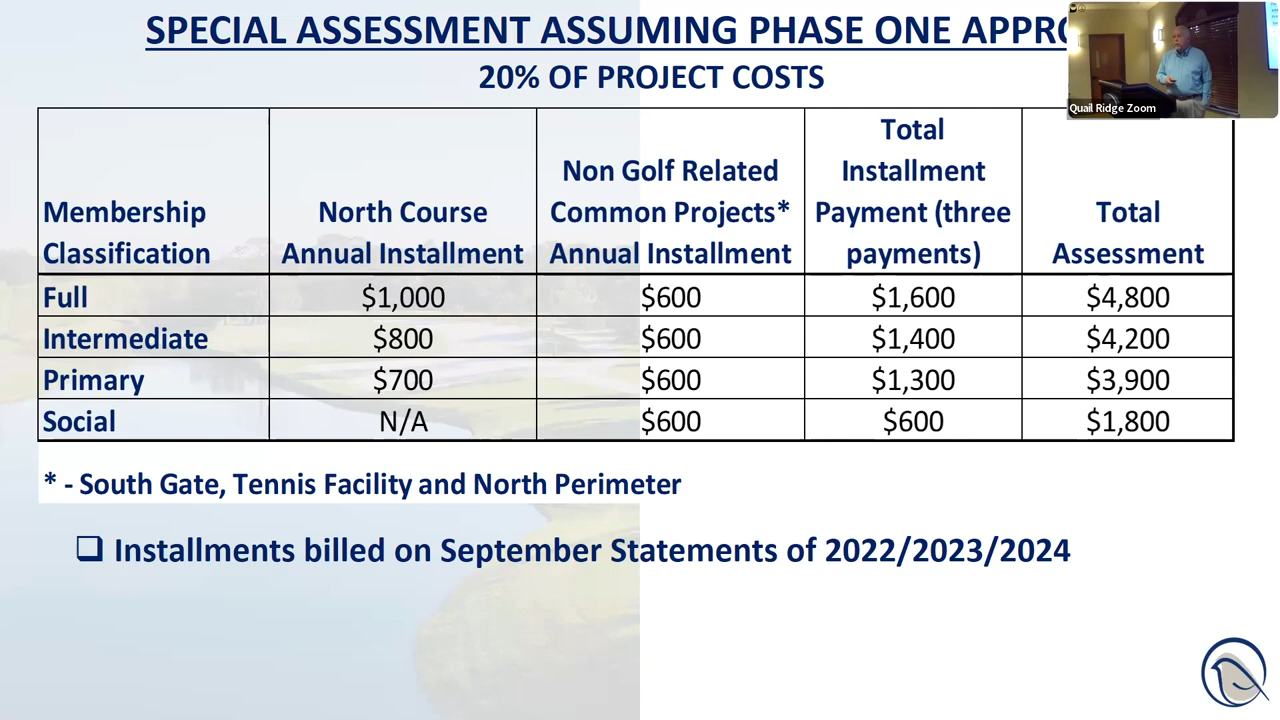 SPECIAL ASSESSMENT ASSUMING PHASE ONE
20% OF PROJECT COSTS
Quail Ridge Zoom
Membership Classification
North Course Annual Installment
Non Golf Related Common Projects* Annual Installment
Total Installment Payment (three payments)
Total Assessment
Full $1,000 $600 $1,600 $4,800
Intermediate $800 $600 $1,400 $4,200
Primary $700 $600 $1,300 $3,900
Social N/A $600 $600 $1,800
* - South Gate, Tennis Facility and North Perimeter
❑ Installments billed on September Statements of 2022/2023/2024